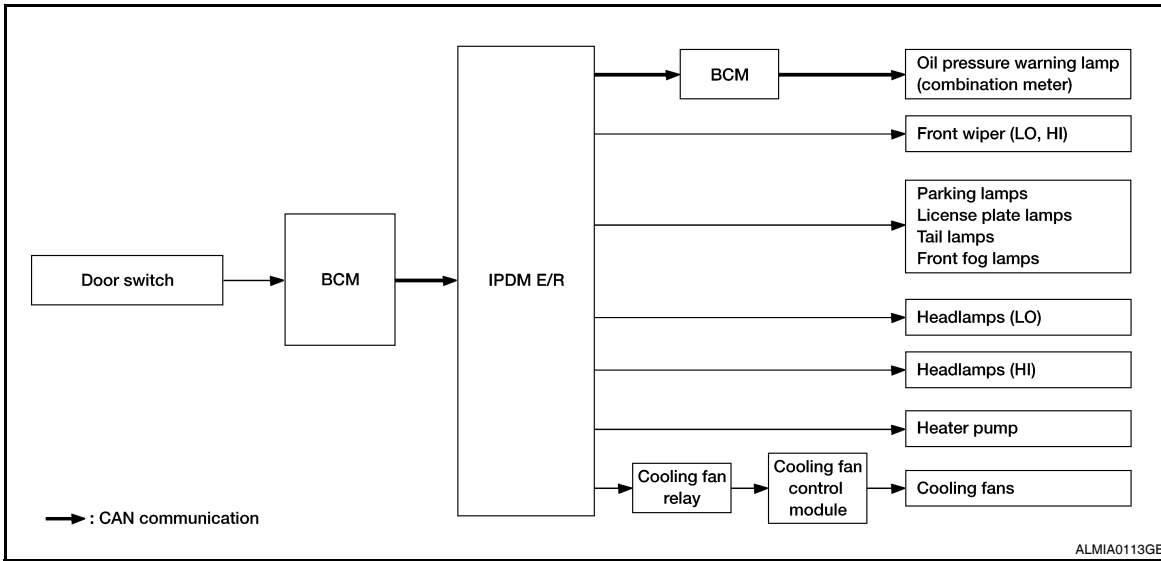 Door switch
BCM
IPDM E/R
BCM
Oil pressure warning lamp
(combination meter)
Front wiper (LO, HI)
Parking lamps
License plate lamps
Tail lamps
Front fog lamps
Headlamps (LO)
Headlamps (HI)
Heater pump
Cooling fan
relay
Cooling fan
control
module
Cooling fans
: CAN communication
ALMIA0113GE